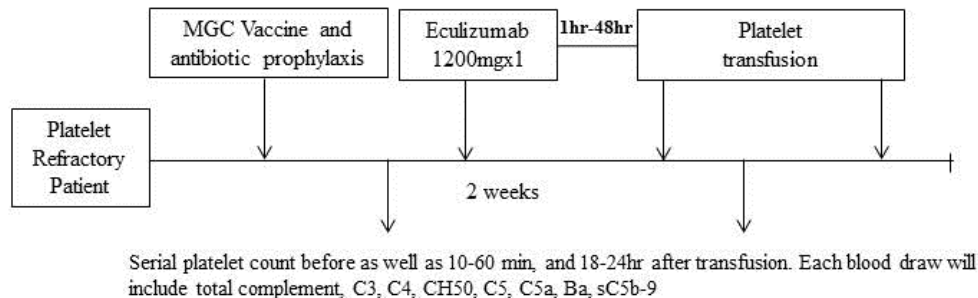 MGC Vaccine and
antibiotic prophylaxis
Eculizumab
1200mgx1
1hr-48hr
Platelet
transfusion
Platelet
Refractory
Patient
2 weeks
Serial platelet count before as well as 10-60 min, and 18-24hr after transfusion. Each blood draw will
include total complement, C3, C4, CH50, C5, C5a, Ba, sC5b-9